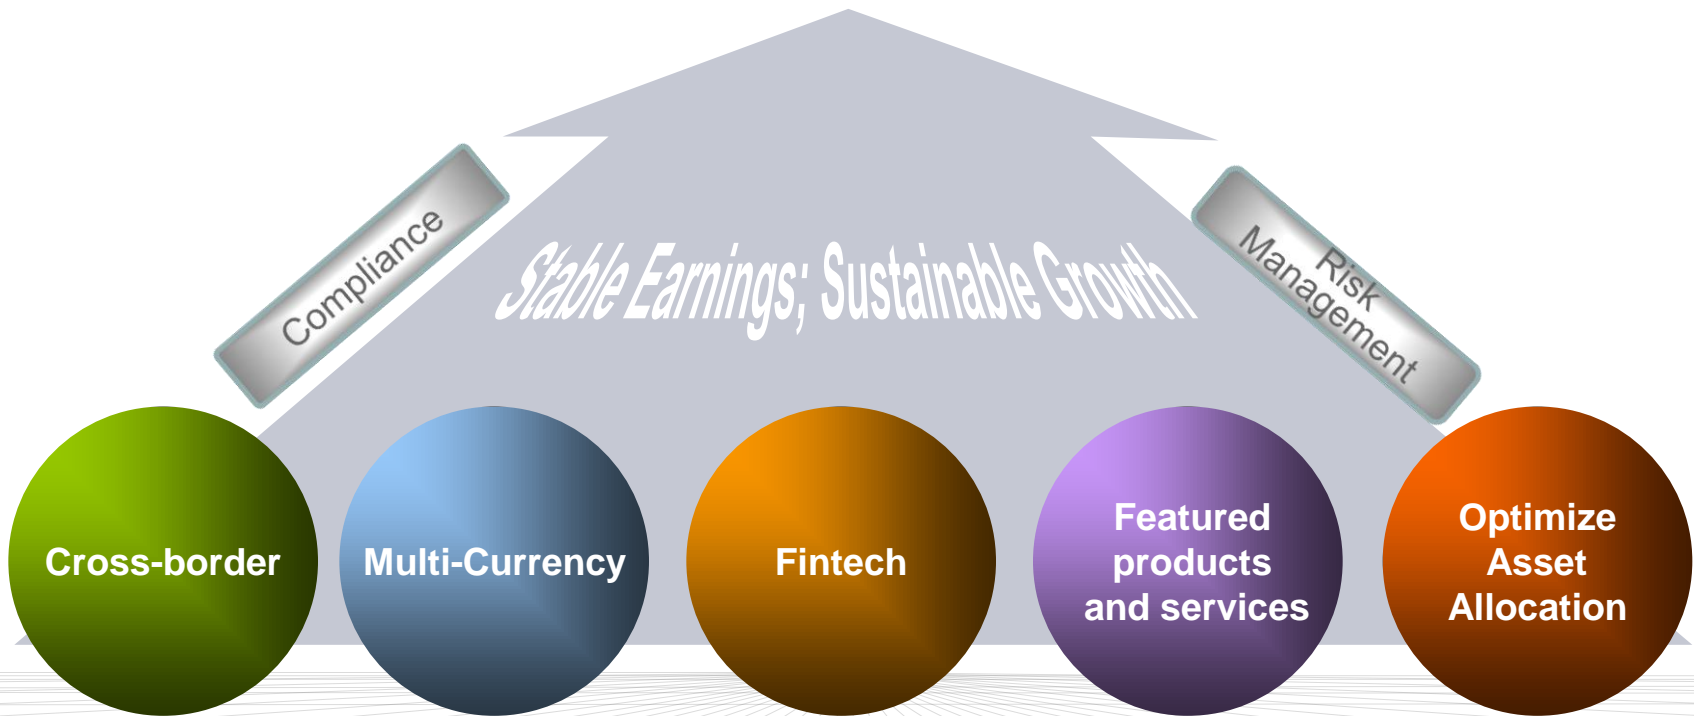 Compliance
Risk
Management
Stable Earnings; Sustainable Growth
Cross-border
Multi-Currency
Fintech
Featured
products
and services
Optimize
Asset
Allocation